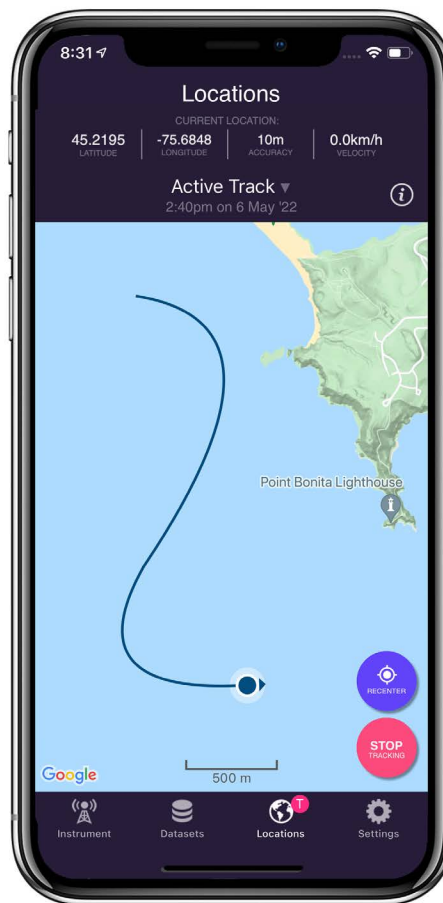 8:31
Locations
CURRENT LOCATION:
45.2195 -75.6848 10m 0.0km/h
LATITUDE LONGITUDE ACCURACY VELOCITY
Active Track ▼
2:40pm on 6 May '22
i
Point Bonita Lighthouse
RECENTER
STOP
TRACKING
Google
500 m
T
Instrument Datasets Locations Settings